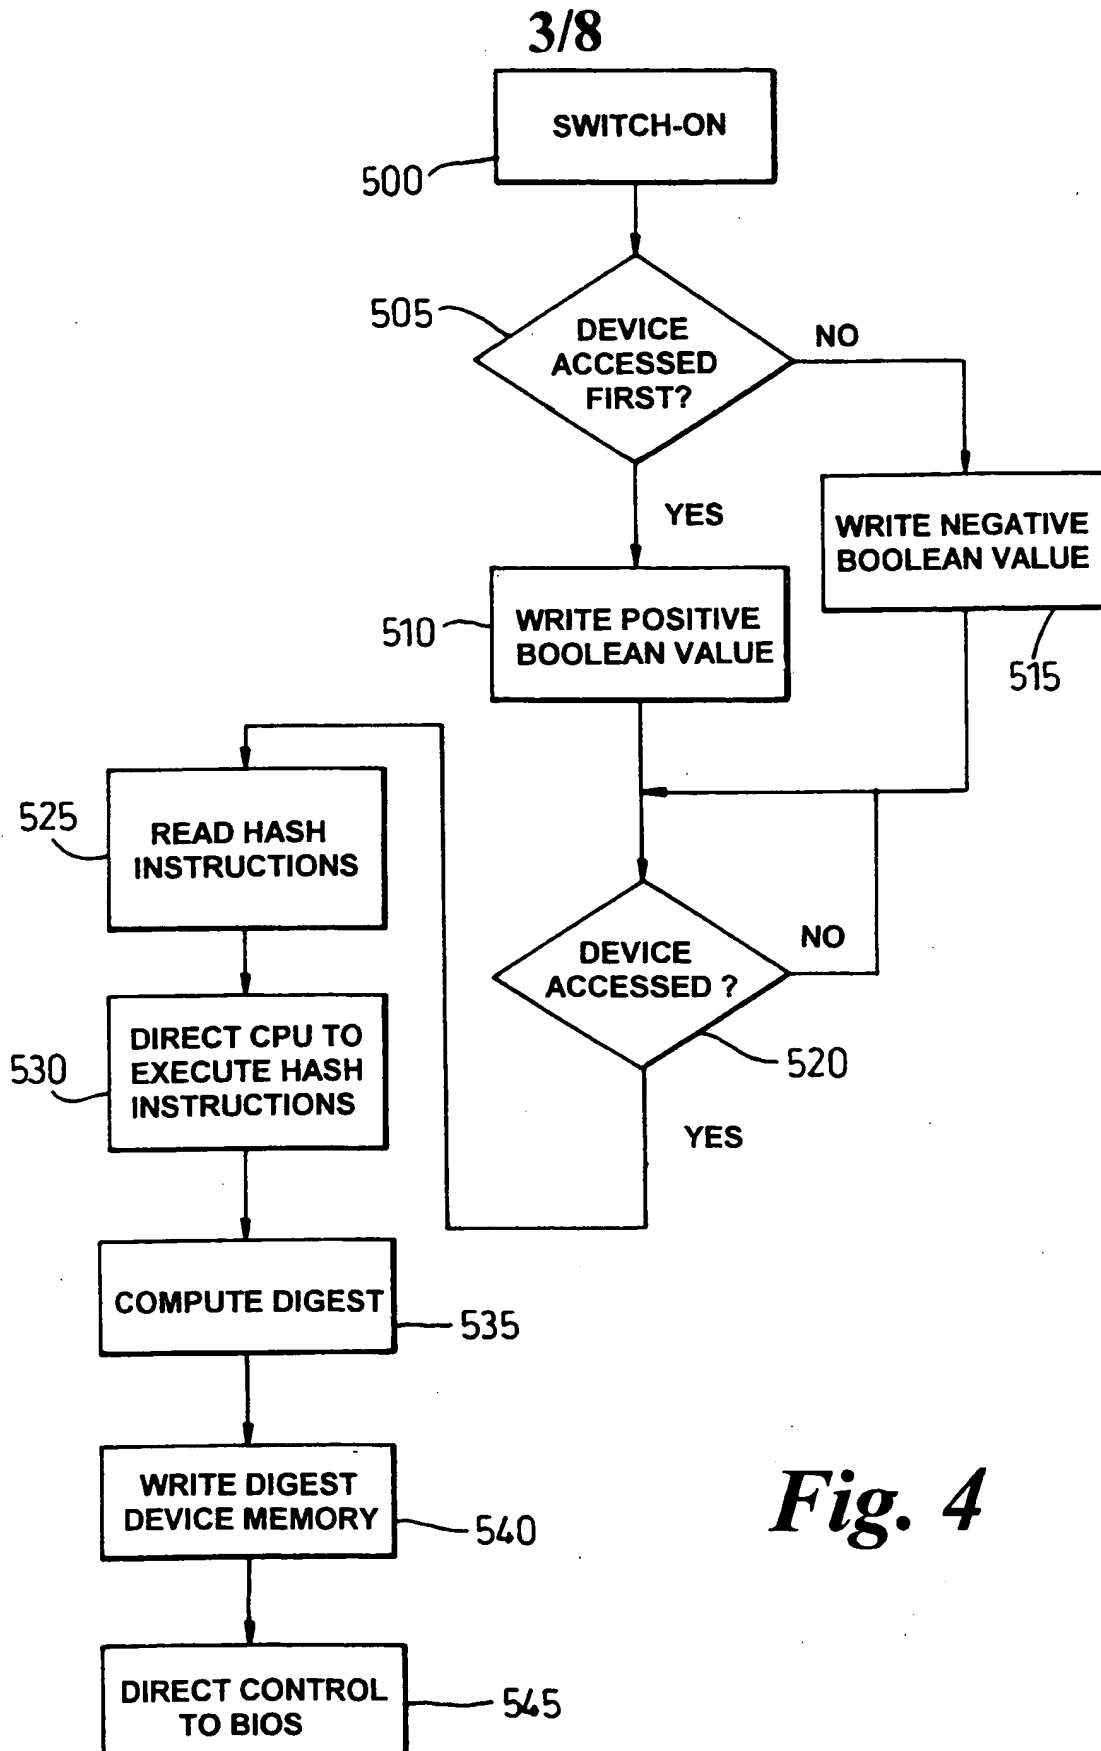 3/8
SWITCH-ON
500
505
DEVICE
ACCESSED
FIRST?
NO
YES
WRITE NEGATIVE
BOOLEAN VALUE
515
510
WRITE POSITIVE
BOOLEAN VALUE
525
READ HASH
INSTRUCTIONS
DEVICE
ACCESSED ?
NO
520
YES
530
DIRECT CPU TO
EXECUTE HASH
INSTRUCTIONS
COMPUTE DIGEST
535
WRITE DIGEST
DEVICE MEMORY
540
DIRECT CONTROL
TO BIOS
545
Fig. 4